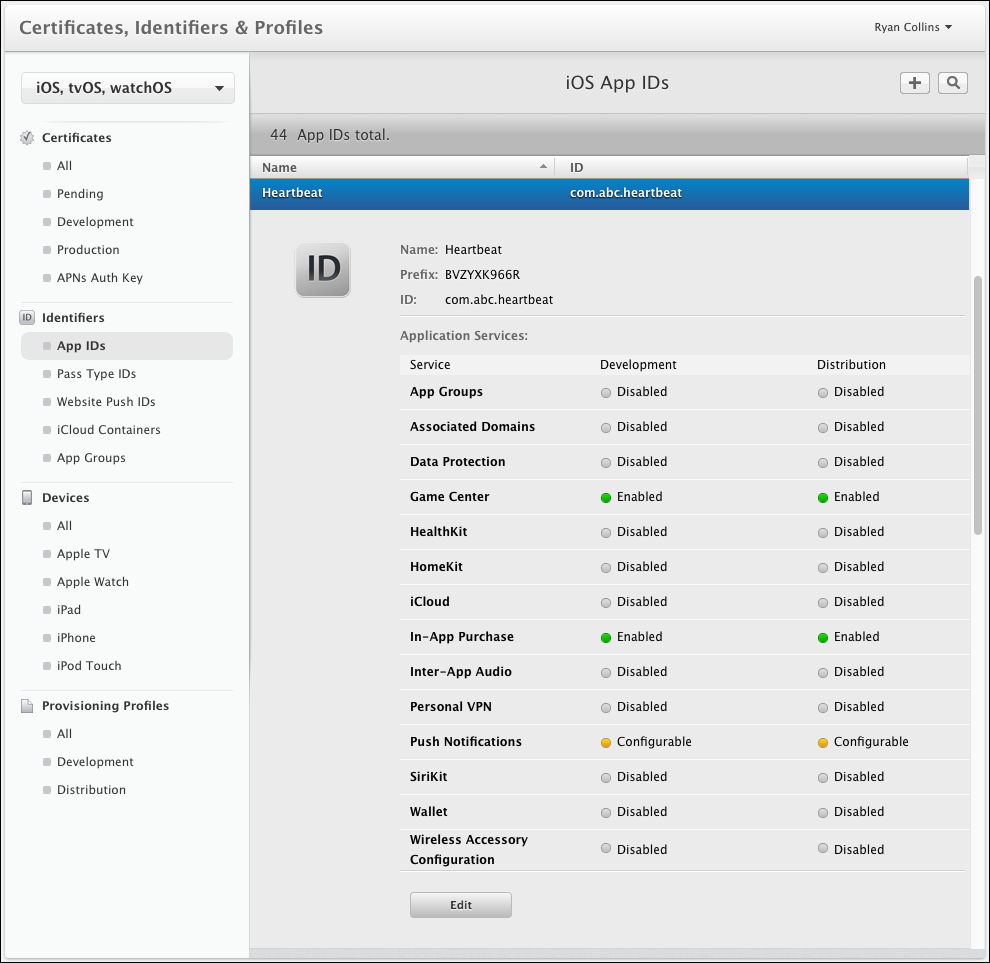 Certificates, Identifiers & Profiles
Ryan Collins
iOS, tvOS, watchOS
Certificates
All
Pending
Development
Production
APNs Auth Key
ID Identifiers
App IDs
Pass Type IDs
Website Push IDs
iCloud Containers
App Groups
Devices
All
Apple TV
Apple Watch
iPad
iPhone
iPod Touch
Provisioning Profiles
All
Development
Distribution
iOS App IDs
44 App IDs total.
Name ID
Heartbeat com.abc.heartbeat
ID
Name: Heartbeat
Prefix: BVZYXK966R
ID: com.abc.heartbeat
Application Services:
Service Development Distribution
App Groups Disabled Disabled
Associated Domains Disabled Disabled
Data Protection Disabled Disabled
Game Center Enabled Enabled
HealthKit Disabled Disabled
HomeKit Disabled Disabled
iCloud Disabled Disabled
In-App Purchase Enabled Enabled
Inter-App Audio Disabled Disabled
Personal VPN Disabled Disabled
Push Notifications Configurable Configurable
SiriKit Disabled Disabled
Wallet Disabled Disabled
Wireless Accessory
Configuration Disabled Disabled
Edit